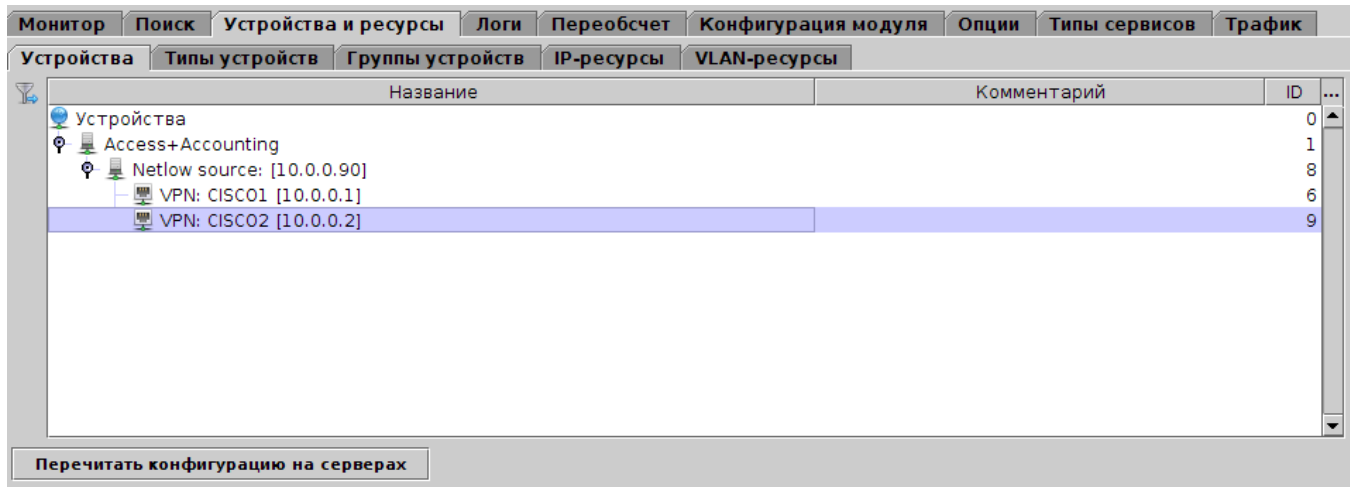 Монитор Поиск Устройства и ресурсы Логи Переобсчет Конфигурация модуля Опции Типы сервисов Трафик
Устройства Типы устройств Группы устройств IP-ресурсы VLAN-ресурсы
Название Комментарий ID ...
Устройства 0
Access+Accounting 1
Netlow source: [10.0.0.90] 8
VPN: CISCO1 [10.0.0.1] 6
VPN: CISCO2 [10.0.0.2] 9
Перечитать конфигурацию на серверах